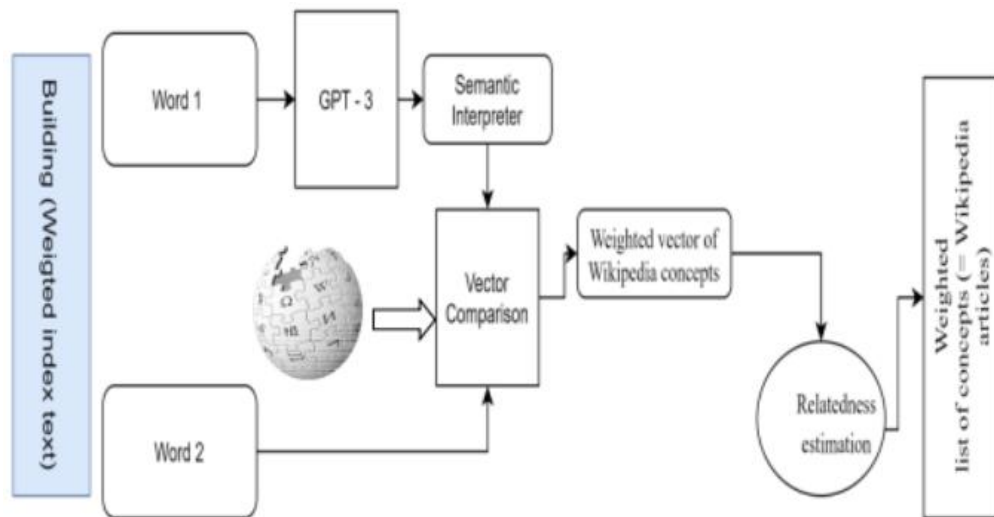 Building (Weigted index text)
Word 1
GPT - 3
Semantic
Interpreter
Vector
Comparison
Weighted vector of
Wikipedia concepts
Word 2
Relatedness
estimation
Weighted
list of concepts (= Wikipedia
articles)